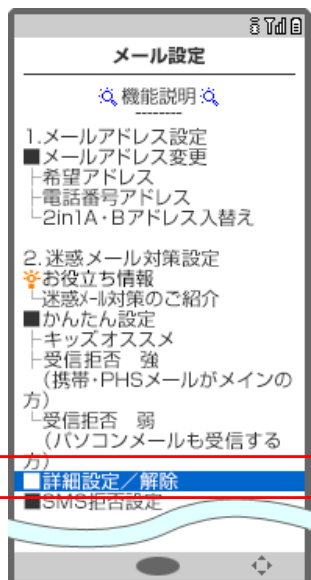 メール設定
機能説明
1.メールアドレス設定
■メールアドレス変更
├希望アドレス
├電話番号アドレス
└2in1A・Bアドレス入替え
2.迷惑メール対策設定
お役立ち情報
└迷惑ﾒｰﾙ対策のご紹介
■かんたん設定
├キッズオススメ
├受信拒否 強
(携帯・PHSメールがメインの
方)
└受信拒否 弱
(パソコンメールも受信する
方)
■詳細設定／解除
■SMS拒否設定